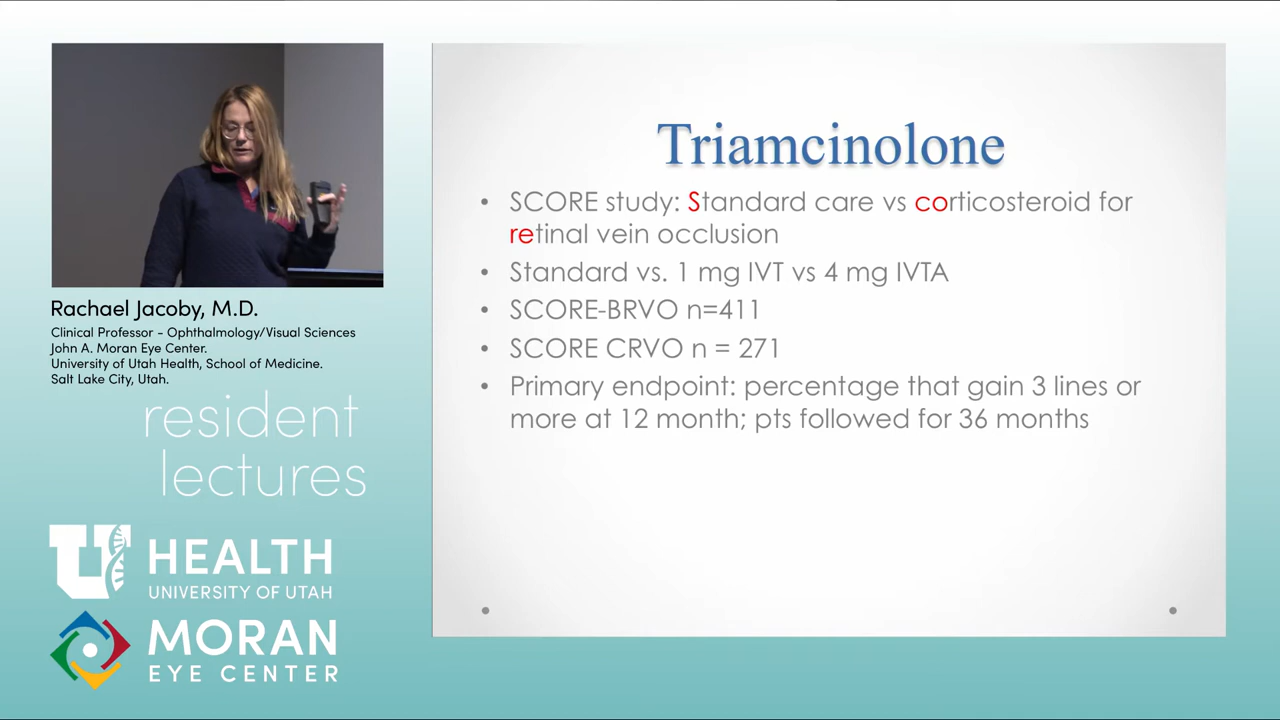 Rachael Jacoby, M.D.
Clinical Professor - Ophthalmology/Visual Sciences
John A. Moran Eye Center.
University of Utah Health, School of Medicine.
Salt Lake City, Utah.
resident
lectures
U HEALTH
UNIVERSITY OF UTAH
MORAN
EYE CENTER
Triamcinolone
• SCORE study: Standard care vs corticosteroid for
retinal vein occlusion
• Standard vs. 1 mg IVT vs 4 mg IVTA
• SCORE-BRVO n=411
• SCORE CRVO n = 271
• Primary endpoint: percentage that gain 3 lines or
more at 12 month; pts followed for 36 months